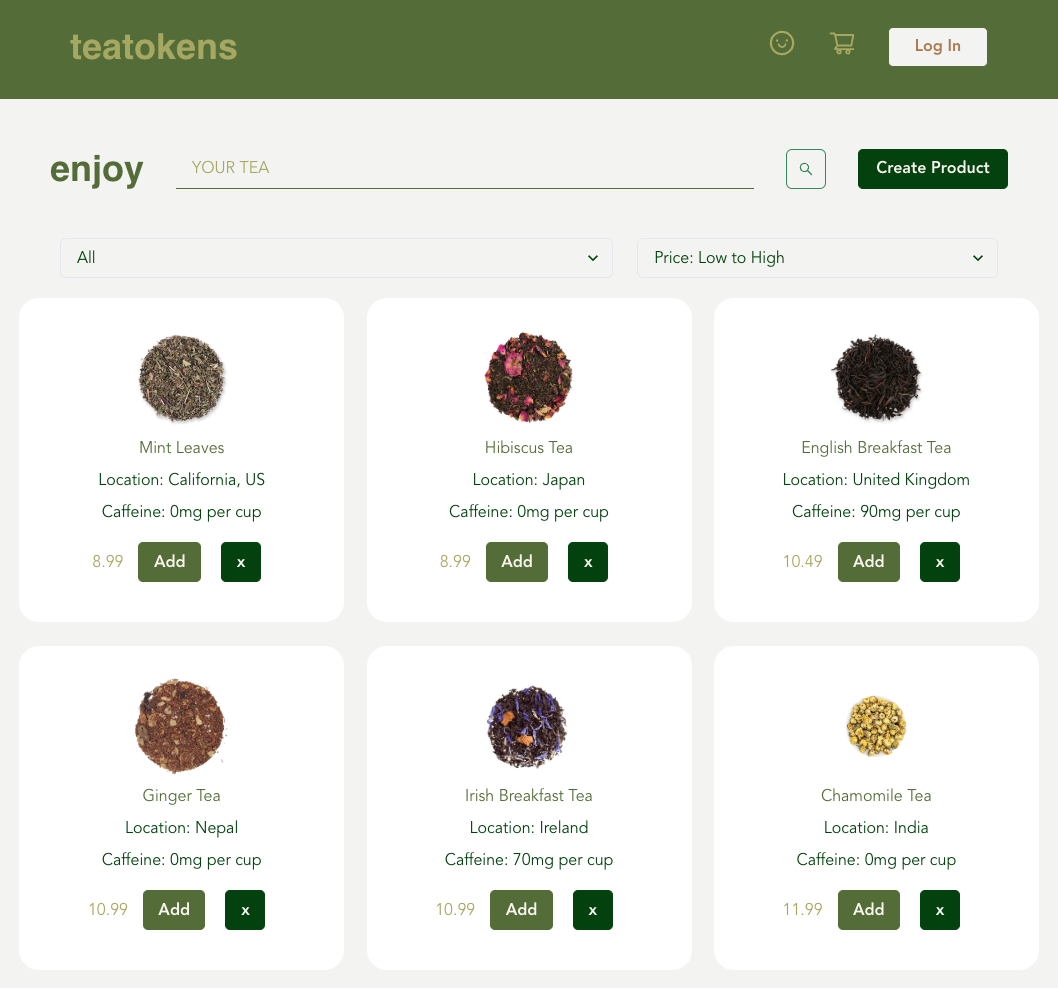 teatokens
Log In
enjoy
YOUR TEA
Create Product
All
Price: Low to High
Mint Leaves
Location: California, US
Caffeine: 0mg per cup
8.99 Add x
Hibiscus Tea
Location: Japan
Caffeine: 0mg per cup
8.99 Add x
English Breakfast Tea
Location: United Kingdom
Caffeine: 90mg per cup
10.49 Add x
Ginger Tea
Location: Nepal
Caffeine: 0mg per cup
10.99 Add x
Irish Breakfast Tea
Location: Ireland
Caffeine: 70mg per cup
10.99 Add x
Chamomile Tea
Location: India
Caffeine: 0mg per cup
11.99 Add x